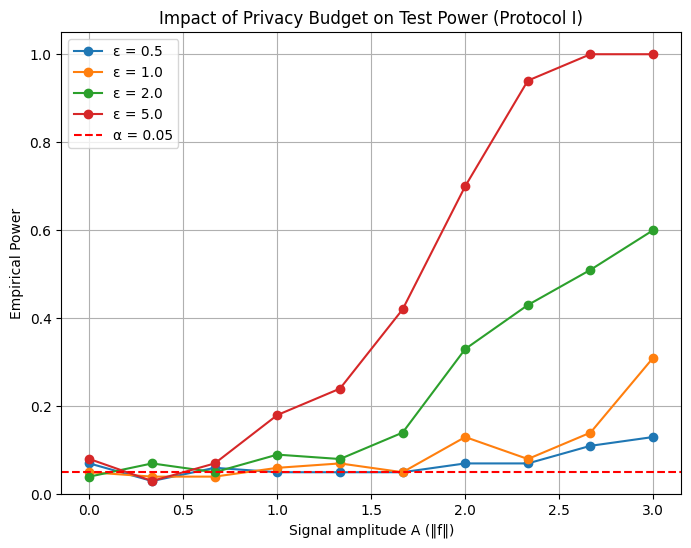 Impact of Privacy Budget on Test Power (Protocol I)
ε = 0.5
ε = 1.0
ε = 2.0
ε = 5.0
α = 0.05
Empirical Power
1.0
0.8
0.6
0.4
0.2
0.0
0.0 0.5 1.0 1.5 2.0 2.5 3.0
Signal amplitude A (‖f‖)